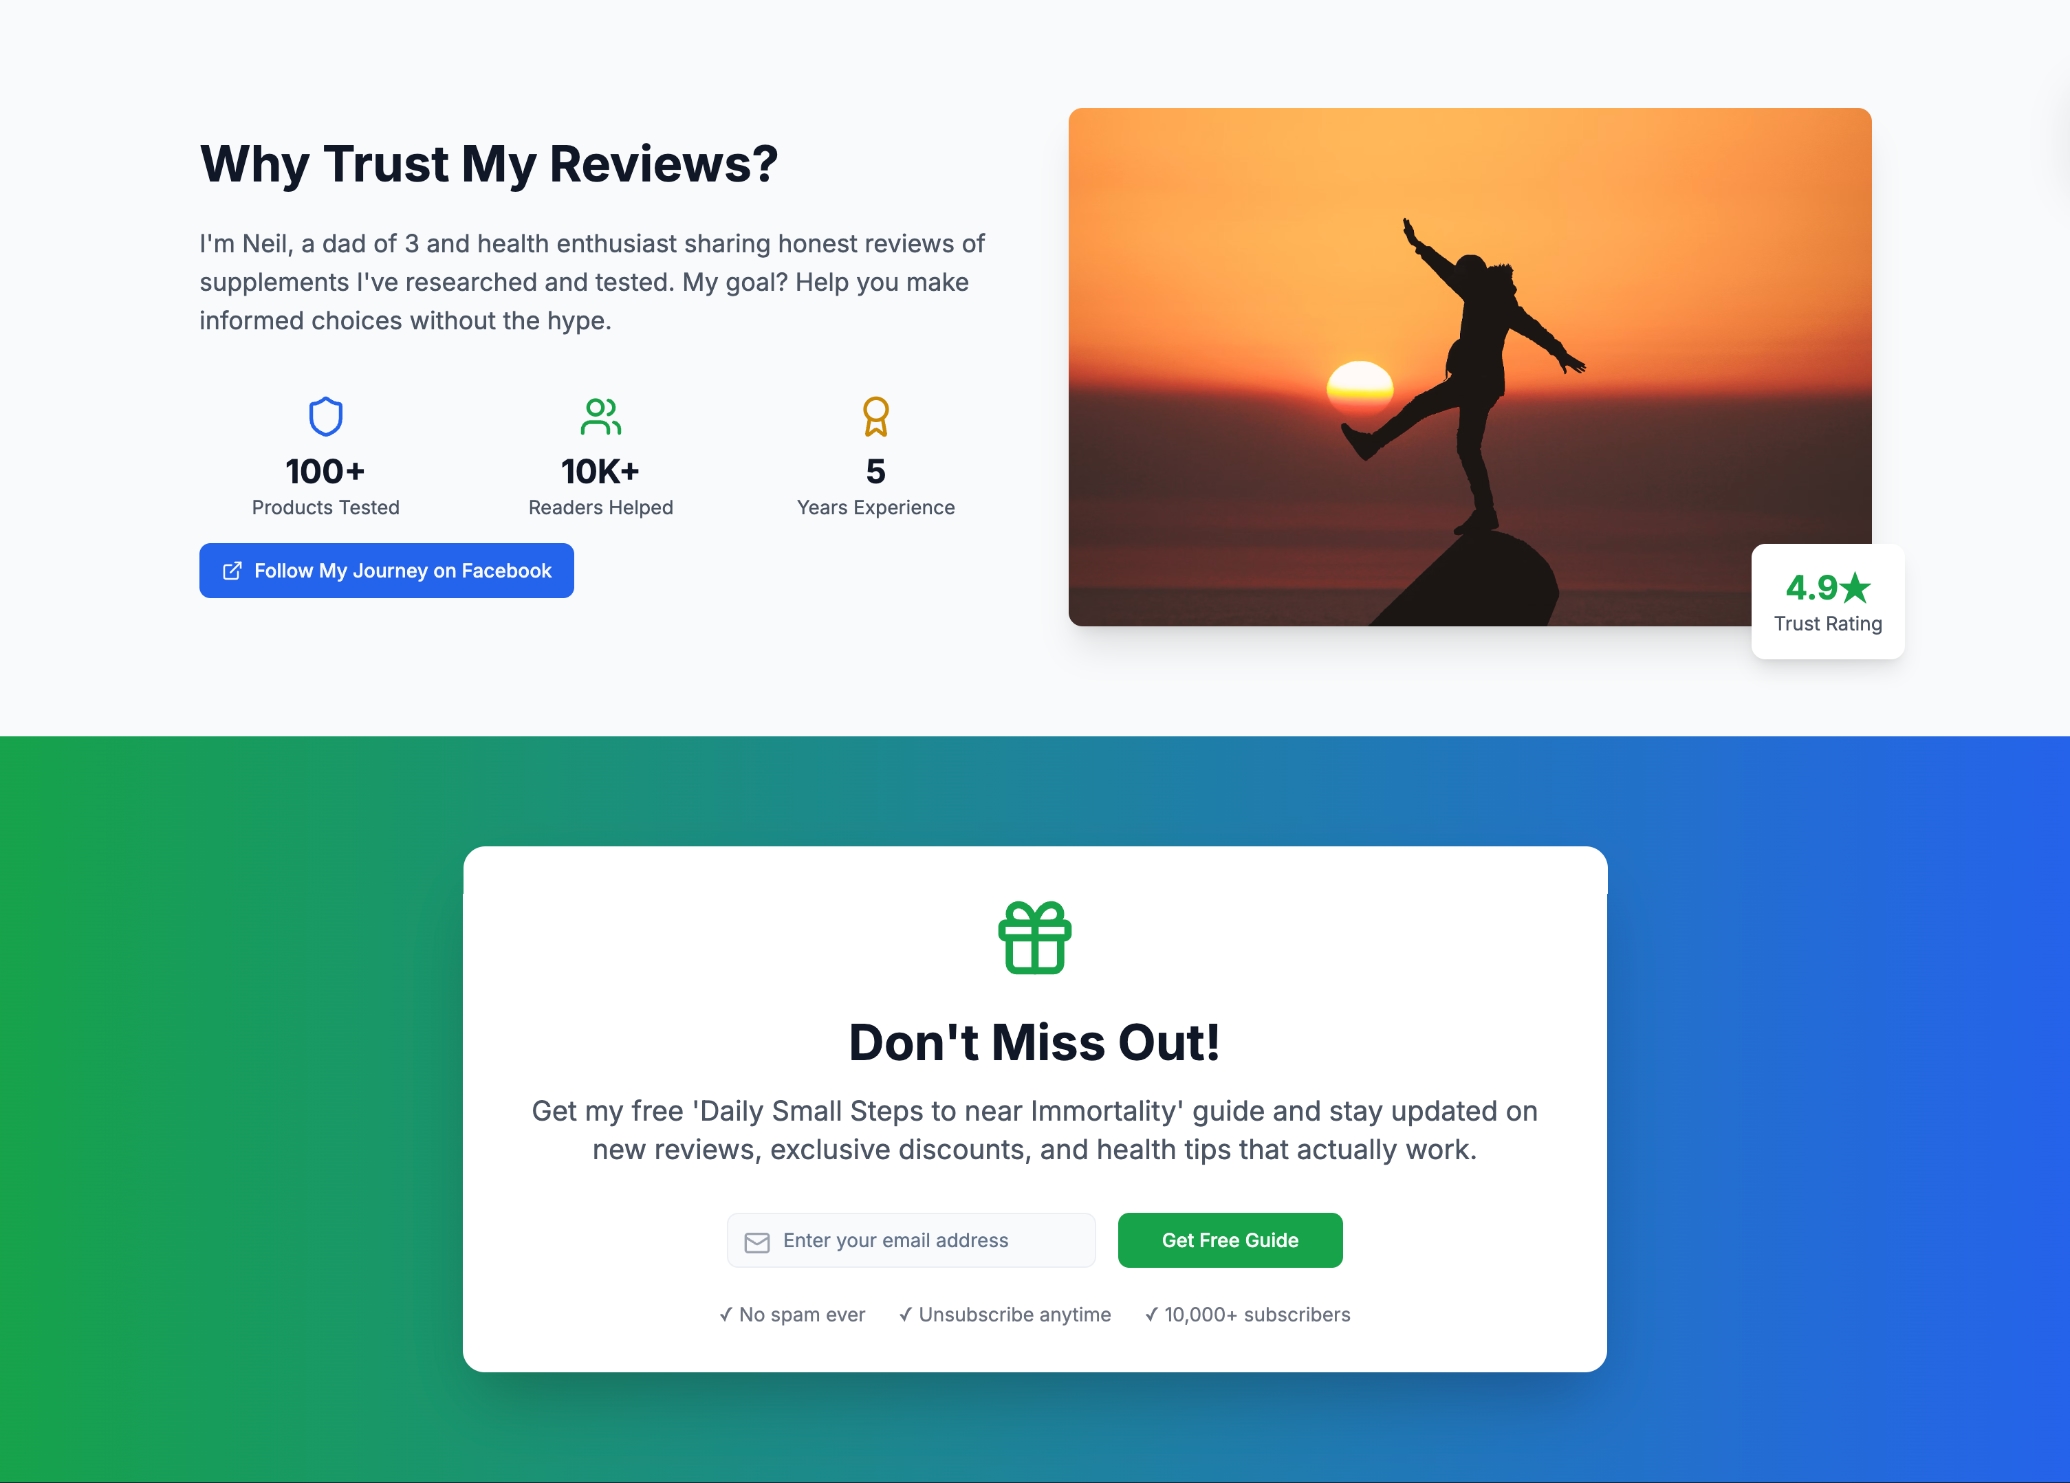 Why Trust My Reviews?
I'm Neil, a dad of 3 and health enthusiast sharing honest reviews of
supplements I've researched and tested. My goal? Help you make
informed choices without the hype.
100+
Products Tested
10K+
Readers Helped
5
Years Experience
Follow My Journey on Facebook
4.9★
Trust Rating
Don't Miss Out!
Get my free 'Daily Small Steps to near Immortality' guide and stay updated on
new reviews, exclusive discounts, and health tips that actually work.
Enter your email address
Get Free Guide
✓ No spam ever
✓ Unsubscribe anytime
✓ 10,000+ subscribers